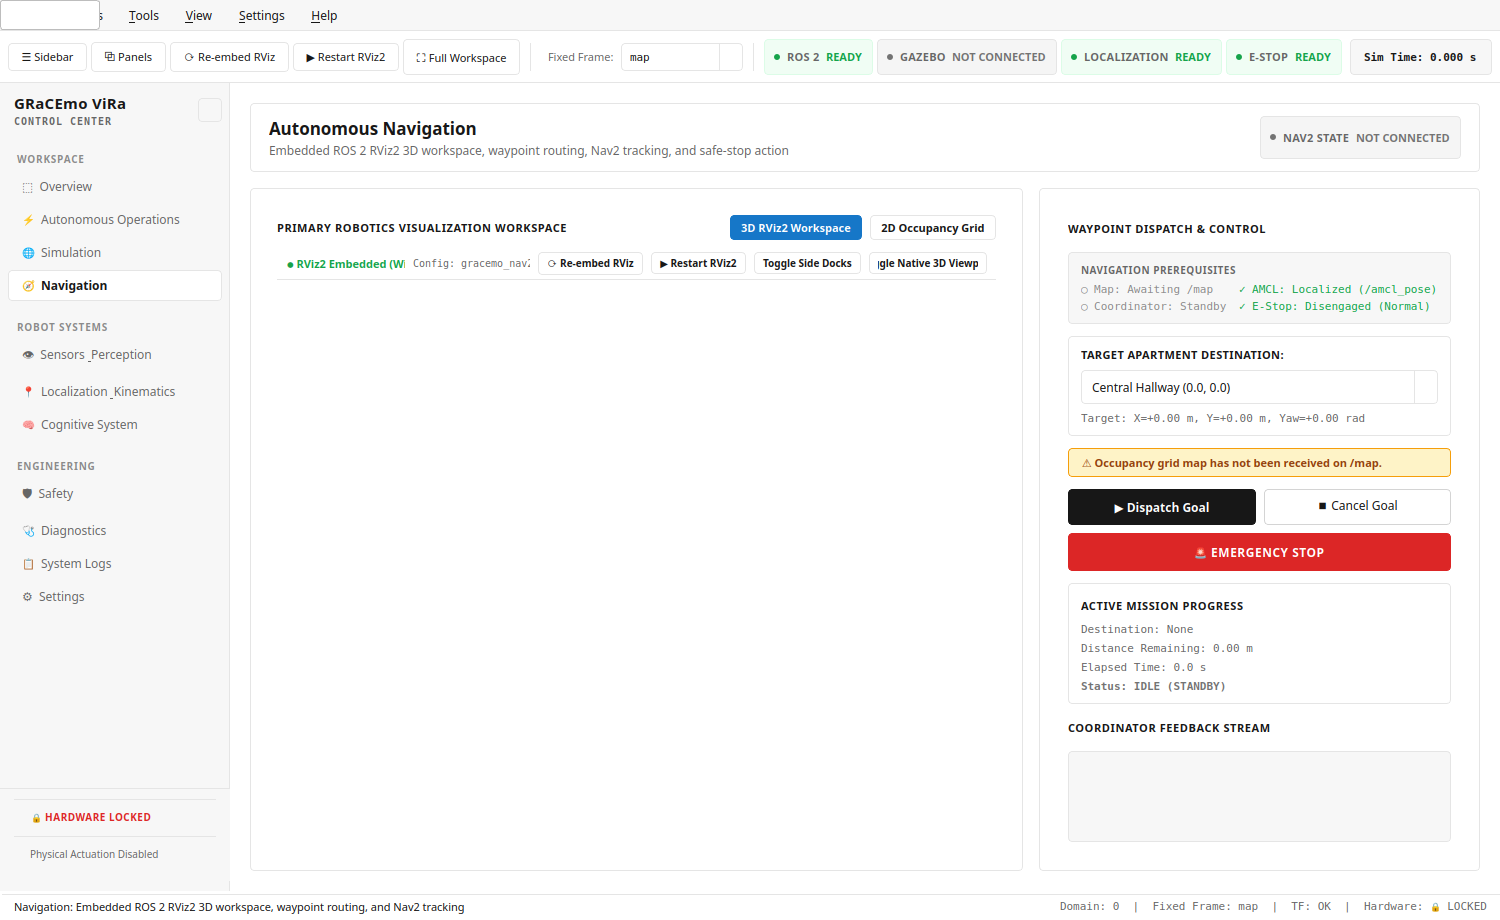 Tools View Settings Help
☰ Sidebar Panels ⟳ Re-embed RViz ▶ Restart RViz2 ⛶ Full Workspace Fixed Frame: map ● ROS 2 READY ● GAZEBO NOT CONNECTED ● LOCALIZATION READY ● E-STOP READY Sim Time: 0.000 s
GRaCEmo ViRa
CONTROL CENTER
WORKSPACE
Overview
Autonomous Operations
Simulation
Navigation
ROBOT SYSTEMS
Sensors _Perception
Localization _Kinematics
Cognitive System
ENGINEERING
Safety
Diagnostics
System Logs
Settings
HARDWARE LOCKED
Physical Actuation Disabled
Autonomous Navigation
Embedded ROS 2 RViz2 3D workspace, waypoint routing, Nav2 tracking, and safe-stop action
● NAV2 STATE NOT CONNECTED
PRIMARY ROBOTICS VISUALIZATION WORKSPACE 3D RViz2 Workspace 2D Occupancy Grid
● RViz2 Embedded (Wi Config: gracemo_nav2 ⟳ Re-embed RViz ▶ Restart RViz2 Toggle Side Docks ggle Native 3D Viewp
WAYPOINT DISPATCH & CONTROL
NAVIGATION PREREQUISITES
○ Map: Awaiting /map ✓ AMCL: Localized (/amcl_pose)
○ Coordinator: Standby ✓ E-Stop: Disengaged (Normal)
TARGET APARTMENT DESTINATION:
Central Hallway (0.0, 0.0)
Target: X=+0.00 m, Y=+0.00 m, Yaw=+0.00 rad
⚠ Occupancy grid map has not been received on /map.
▶ Dispatch Goal ■ Cancel Goal
🚨 EMERGENCY STOP
ACTIVE MISSION PROGRESS
Destination: None
Distance Remaining: 0.00 m
Elapsed Time: 0.0 s
Status: IDLE (STANDBY)
COORDINATOR FEEDBACK STREAM
Navigation: Embedded ROS 2 RViz2 3D workspace, waypoint routing, and Nav2 tracking Domain: 0 | Fixed Frame: map | TF: OK | Hardware: 🔒 LOCKED